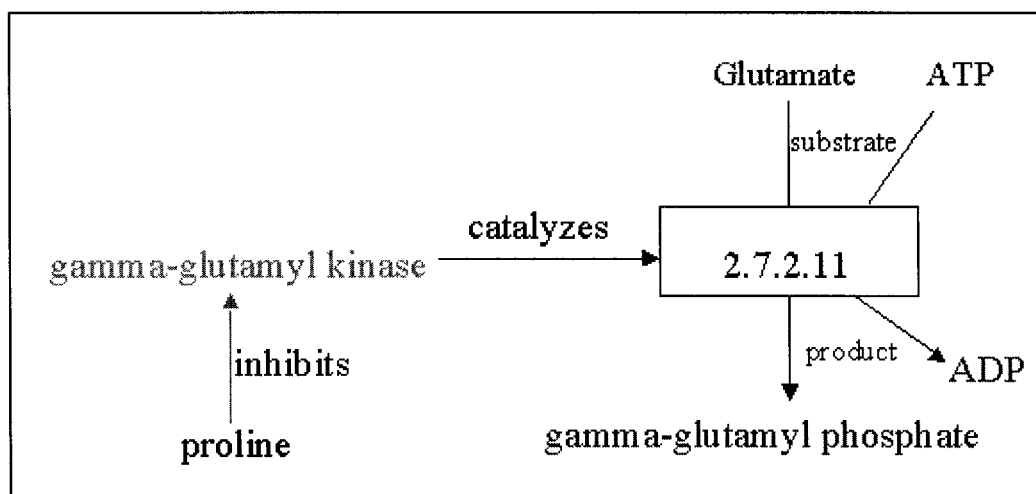 Glutamate ATP
substrate
catalyzes
gamma-glutamyl kinase 2.7.2.11
inhibits product ADP
proline gamma-glutamyl phosphate